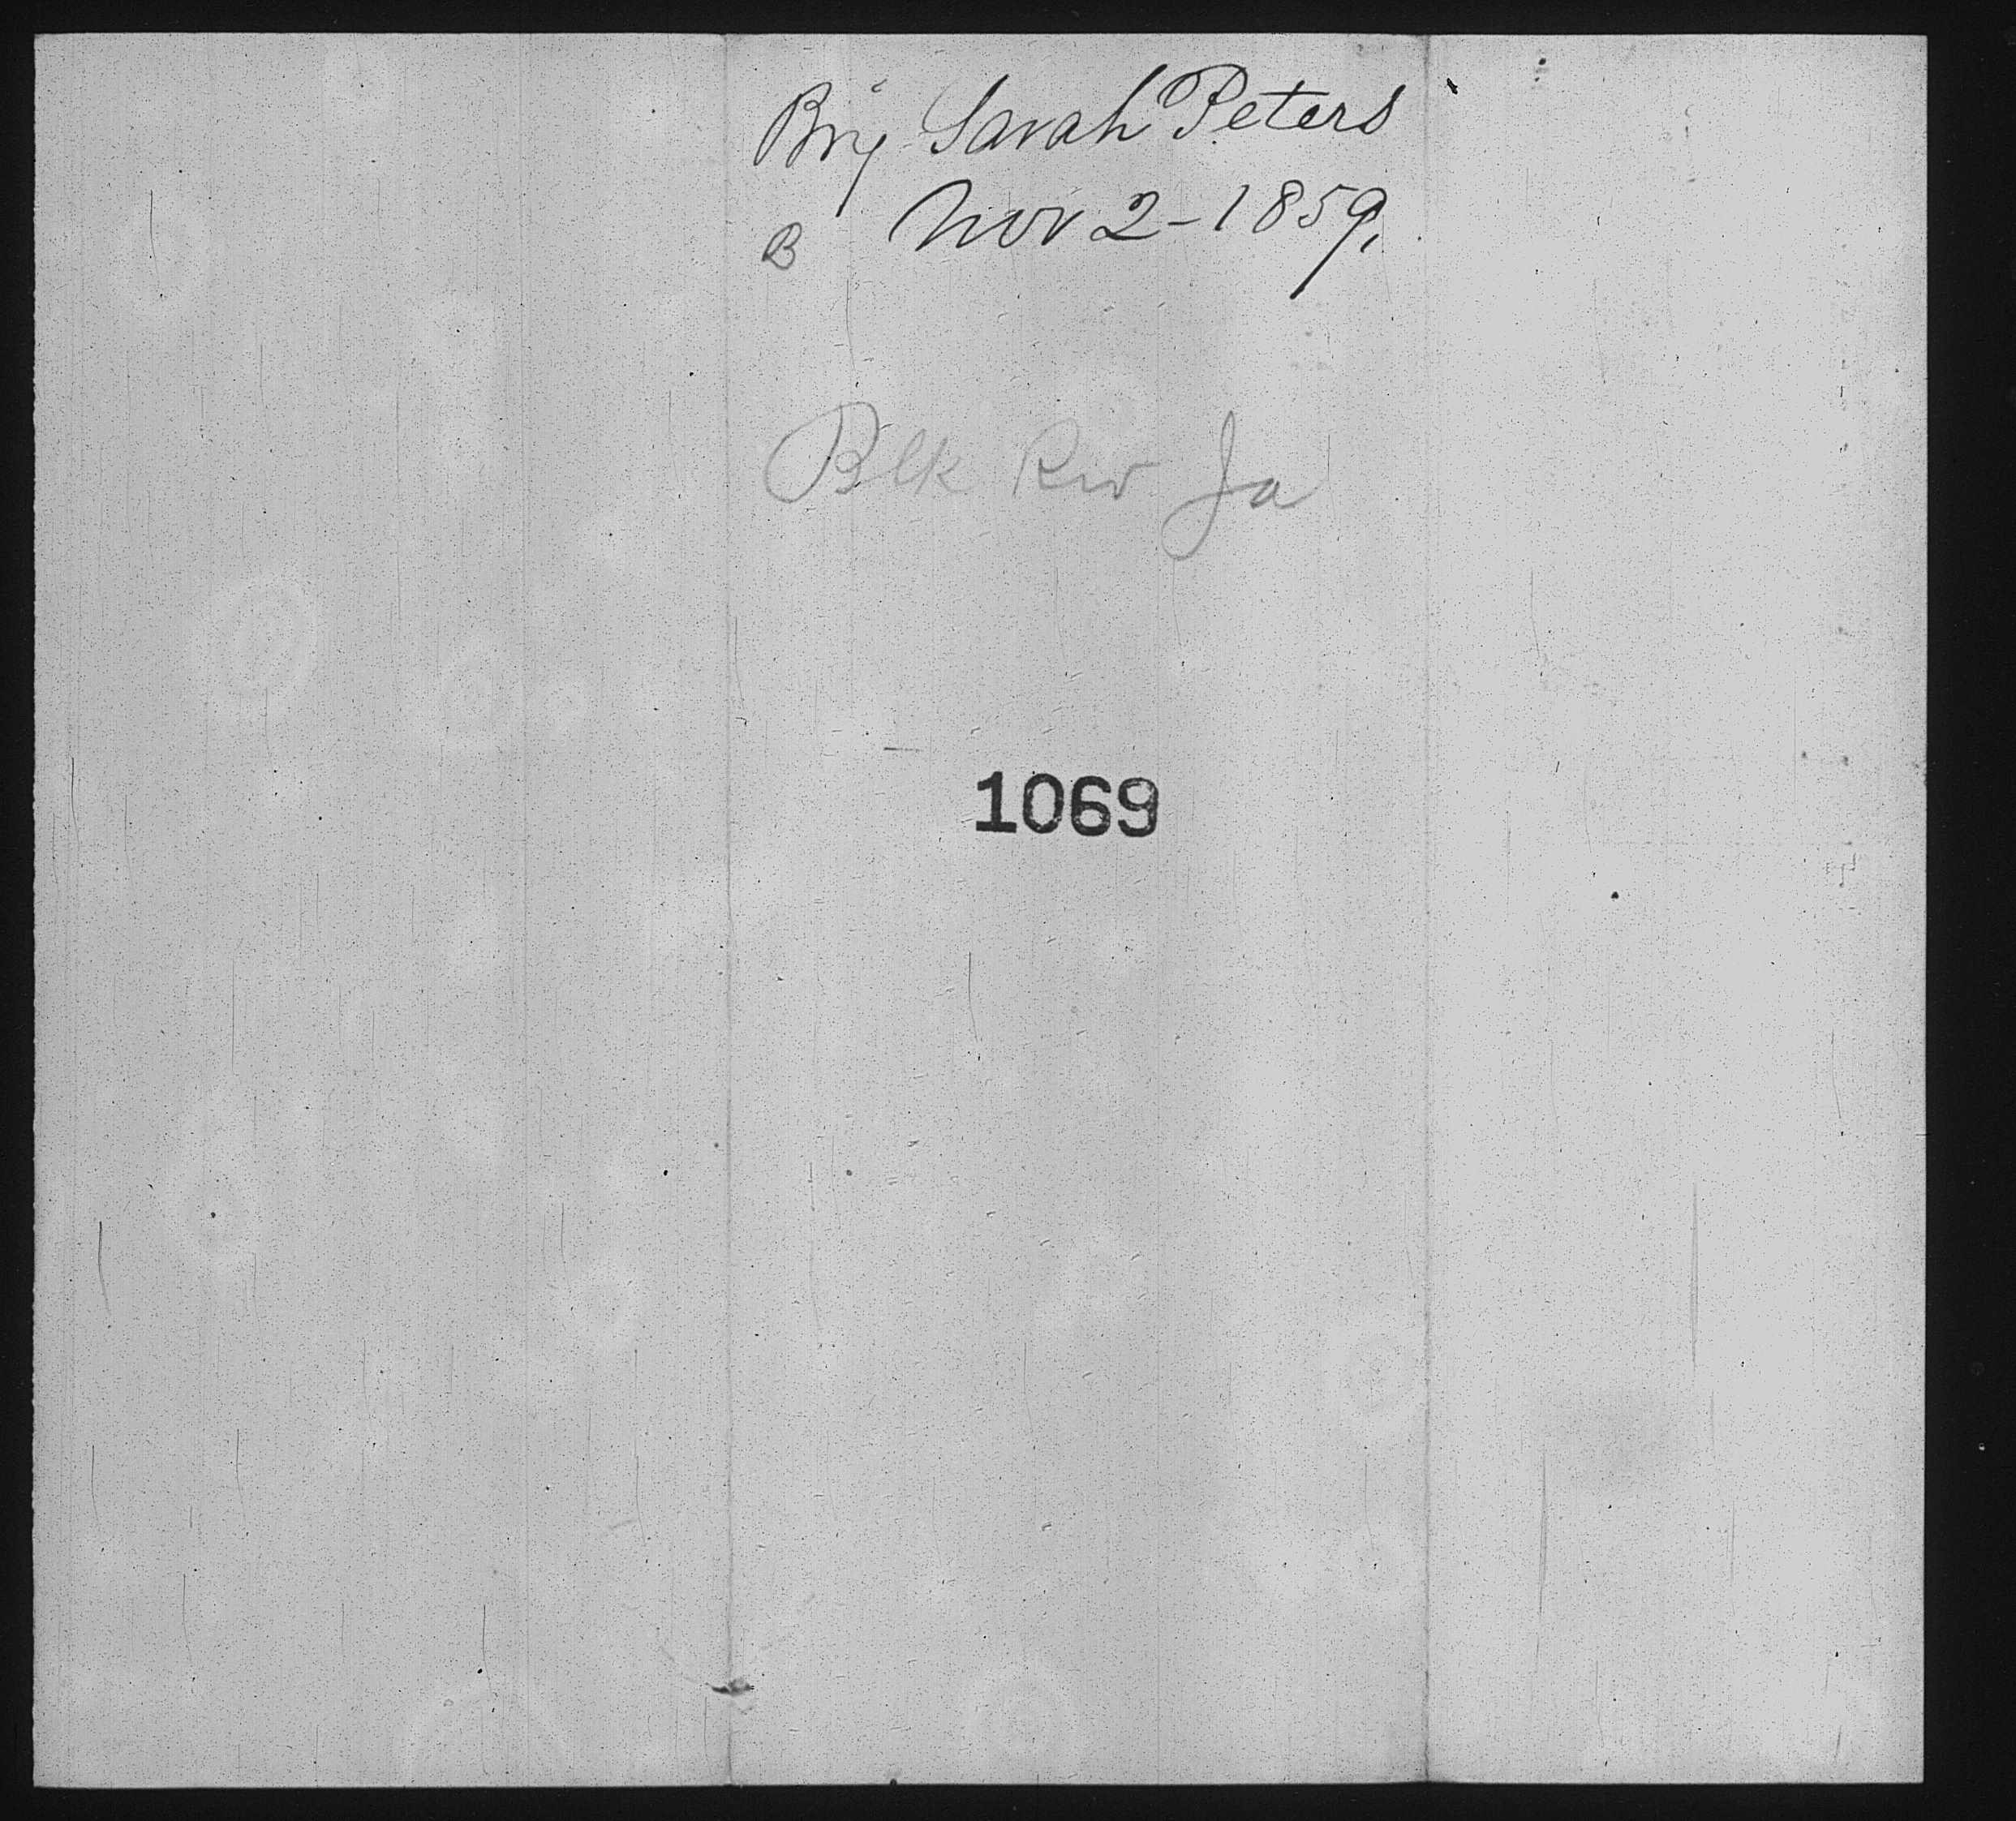 Brig Sarah Peters
B Nov 2-1859,
Blk Riv Ja
1069